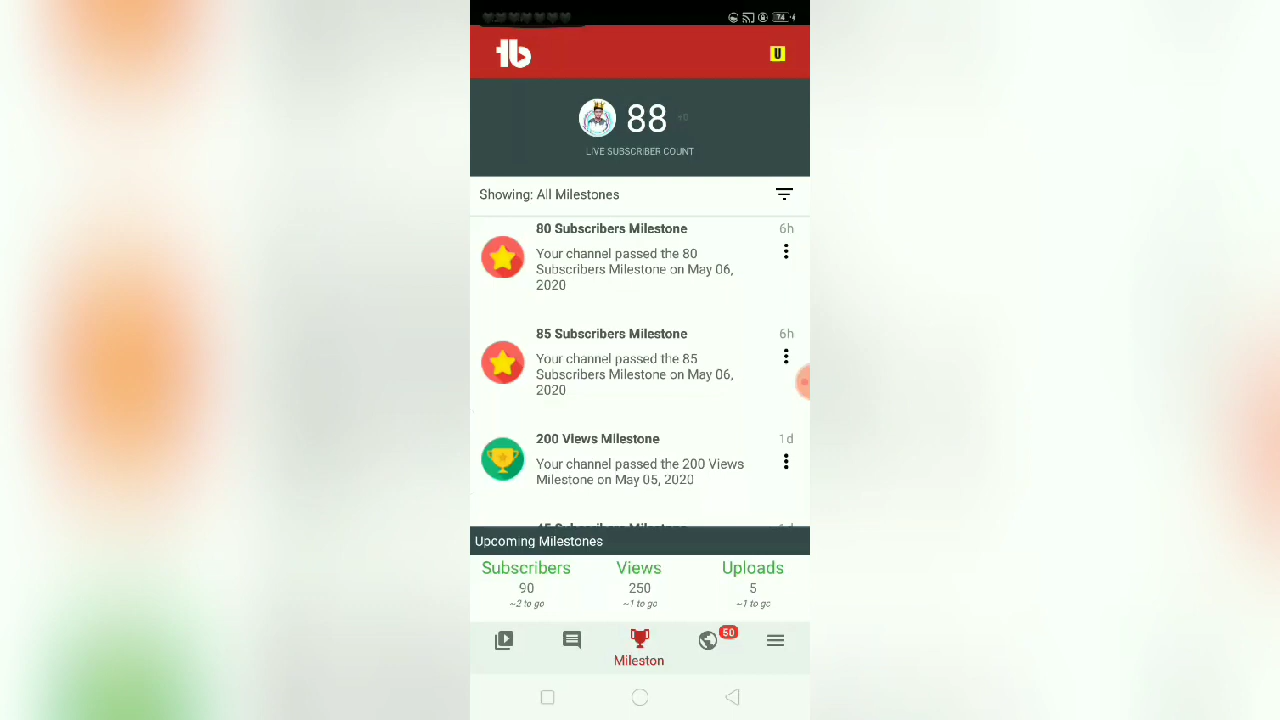 74
tb
U
88 +0
LIVE SUBSCRIBER COUNT
Showing: All Milestones
80 Subscribers Milestone 6h
Your channel passed the 80
Subscribers Milestone on May 06,
2020
85 Subscribers Milestone 6h
Your channel passed the 85
Subscribers Milestone on May 06,
2020
200 Views Milestone 1d
Your channel passed the 200 Views
Milestone on May 05, 2020
Upcoming Milestones
Subscribers Views Uploads
90 250 5
~2 to go ~1 to go ~1 to go
50
Mileston